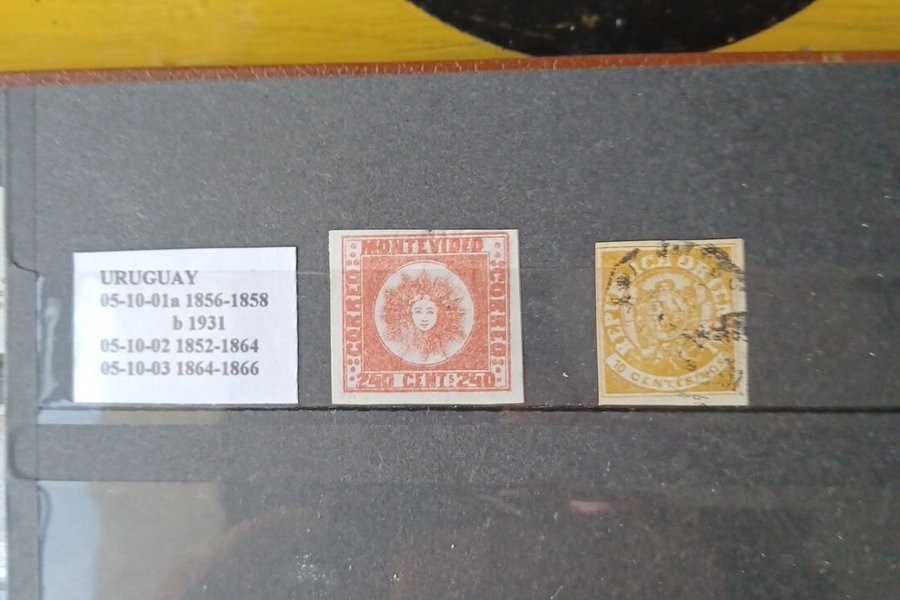 URUGUAY
05-10-01a 1856-1858
b 1931
05-10-02 1852-1864
05-10-03 1864-1866
MONTEVIDEO
CORREO
CORREO
240 CENTS 240
10 CENTESIMOS